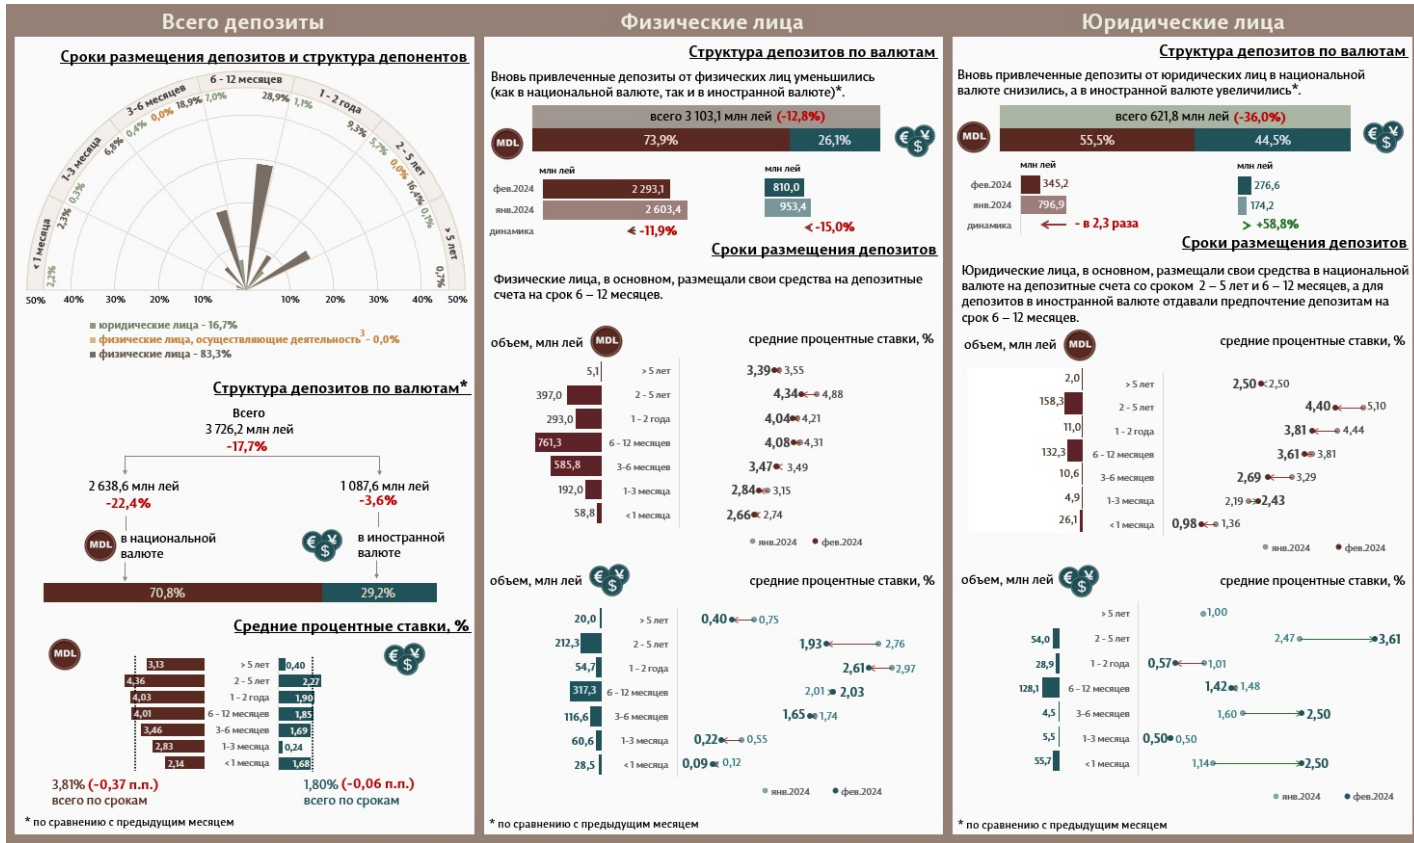 Всего депозиты
Сроки размещения депозитов и структура депонентов
< 1 месяца
1-3 месяца
3-6 месяцев
6 - 12 месяцев
1 - 2 года
2 - 5 лет
> 5 лет
2,2%
2,3%
0,3%
6,8%
0,4%
0,0%
18,9%
7,0%
28,9%
1,1%
9,3%
5,7%
0,0%
16,4%
0,1%
0,7%
50% 40% 30% 20% 10% 10% 20% 30% 40% 50%
юридические лица - 16,7%
физические лица, осуществляющие деятельность3 - 0,0%
физические лица - 83,3%
Структура депозитов по валютам*
Всего
3 726,2 млн лей
-17,7%
2 638,6 млн лей
-22,4%
1 087,6 млн лей
-3,6%
MDL
в национальной
валюте
€ ¥ $
в иностранной
валюте
70,8% 29,2%
Средние процентные ставки, %
MDL
€ ¥ $
3,13 > 5 лет 0,40
4,36 2 - 5 лет 2,27
4,03 1 - 2 года 1,90
4,01 6 - 12 месяцев 1,85
3,46 3-6 месяцев 1,69
2,83 1-3 месяца 0,24
2,14 < 1 месяца 1,68
3,81% (-0,37 п.п.)
всего по срокам
1,80% (-0,06 п.п.)
всего по срокам
* по сравнению с предыдущим месяцем
Физические лица
Структура депозитов по валютам
Вновь привлеченные депозиты от физических лиц уменьшились
(как в национальной валюте, так и в иностранной валюте)*.
всего 3 103,1 млн лей (-12,8%)
MDL 73,9% 26,1% € ¥ $
млн лей млн лей
фев.2024 2 293,1 810,0
янв.2024 2 603,4 953,4
динамика -11,9% -15,0%
Сроки размещения депозитов
Физические лица, в основном, размещали свои средства на депозитные
счета на срок 6 – 12 месяцев.
объем, млн лей MDL средние процентные ставки, %
5,1 > 5 лет 3,39 3,55
397,0 2 - 5 лет 4,34 4,88
293,0 1 - 2 года 4,04 4,21
761,3 6 - 12 месяцев 4,08 4,31
585,8 3-6 месяцев 3,47 3,49
192,0 1-3 месяца 2,84 3,15
58,8 < 1 месяца 2,66 2,74
янв.2024 фев.2024
объем, млн лей € ¥ $ средние процентные ставки, %
20,0 > 5 лет 0,40 0,75
212,3 2 - 5 лет 1,93 2,76
54,7 1 - 2 года 2,61 2,97
317,3 6 - 12 месяцев 2,01 2,03
116,6 3-6 месяцев 1,65 1,74
60,6 1-3 месяца 0,22 0,55
28,5 < 1 месяца 0,09 0,12
янв.2024 фев.2024
* по сравнению с предыдущим месяцем
Юридические лица
Структура депозитов по валютам
Вновь привлеченные депозиты от юридических лиц в национальной
валюте снизились, а в иностранной валюте увеличились*.
всего 621,8 млн лей (-36,0%)
MDL 55,5% 44,5% € ¥ $
млн лей млн лей
фев.2024 345,2 276,6
янв.2024 796,9 174,2
динамика - в 2,3 раза +58,8%
Сроки размещения депозитов
Юридические лица, в основном, размещали свои средства в национальной
валюте на депозитные счета со сроком 2 – 5 лет и 6 – 12 месяцев, а для
депозитов в иностранной валюте отдавали предпочтение депозитам на
срок 6 – 12 месяцев.
объем, млн лей MDL средние процентные ставки, %
2,0 > 5 лет 2,50 2,50
158,3 2 - 5 лет 4,40 5,10
11,0 1 - 2 года 3,81 4,44
132,3 6 - 12 месяцев 3,61 3,81
10,6 3-6 месяцев 2,69 3,29
4,9 1-3 месяца 2,19 2,43
26,1 < 1 месяца 0,98 1,36
янв.2024 фев.2024
объем, млн лей € ¥ $ средние процентные ставки, %
> 5 лет 1,00
54,0 2 - 5 лет 2,47 3,61
28,9 1 - 2 года 0,57 1,01
128,1 6 - 12 месяцев 1,42 1,48
4,5 3-6 месяцев 1,60 2,50
5,5 1-3 месяца 0,50 0,50
55,7 < 1 месяца 1,14 2,50
янв.2024 фев.2024
* по сравнению с предыдущим месяцем